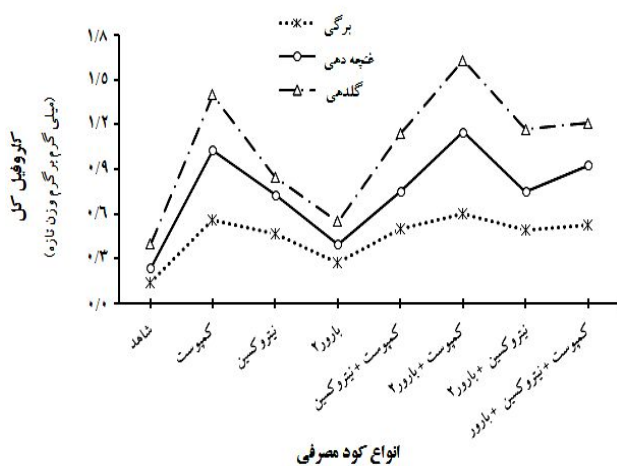 برگی
غنچه دهی
گلدهی
کلروفیل کل
(میلی گرم بر گرم وزن تازه)
۱/۸
۱/۵
۱/۲
۰/۹
۰/۶
۰/۳
۰/۰
شاهد
کمپوست
نیتروکسین
بارور۲
کمپوست+نیتروکسین
کمپوست+بارور۲
نیتروکسین+بارور۲
کمپوست+نیتروکسین+بارور
انواع کود مصرفی